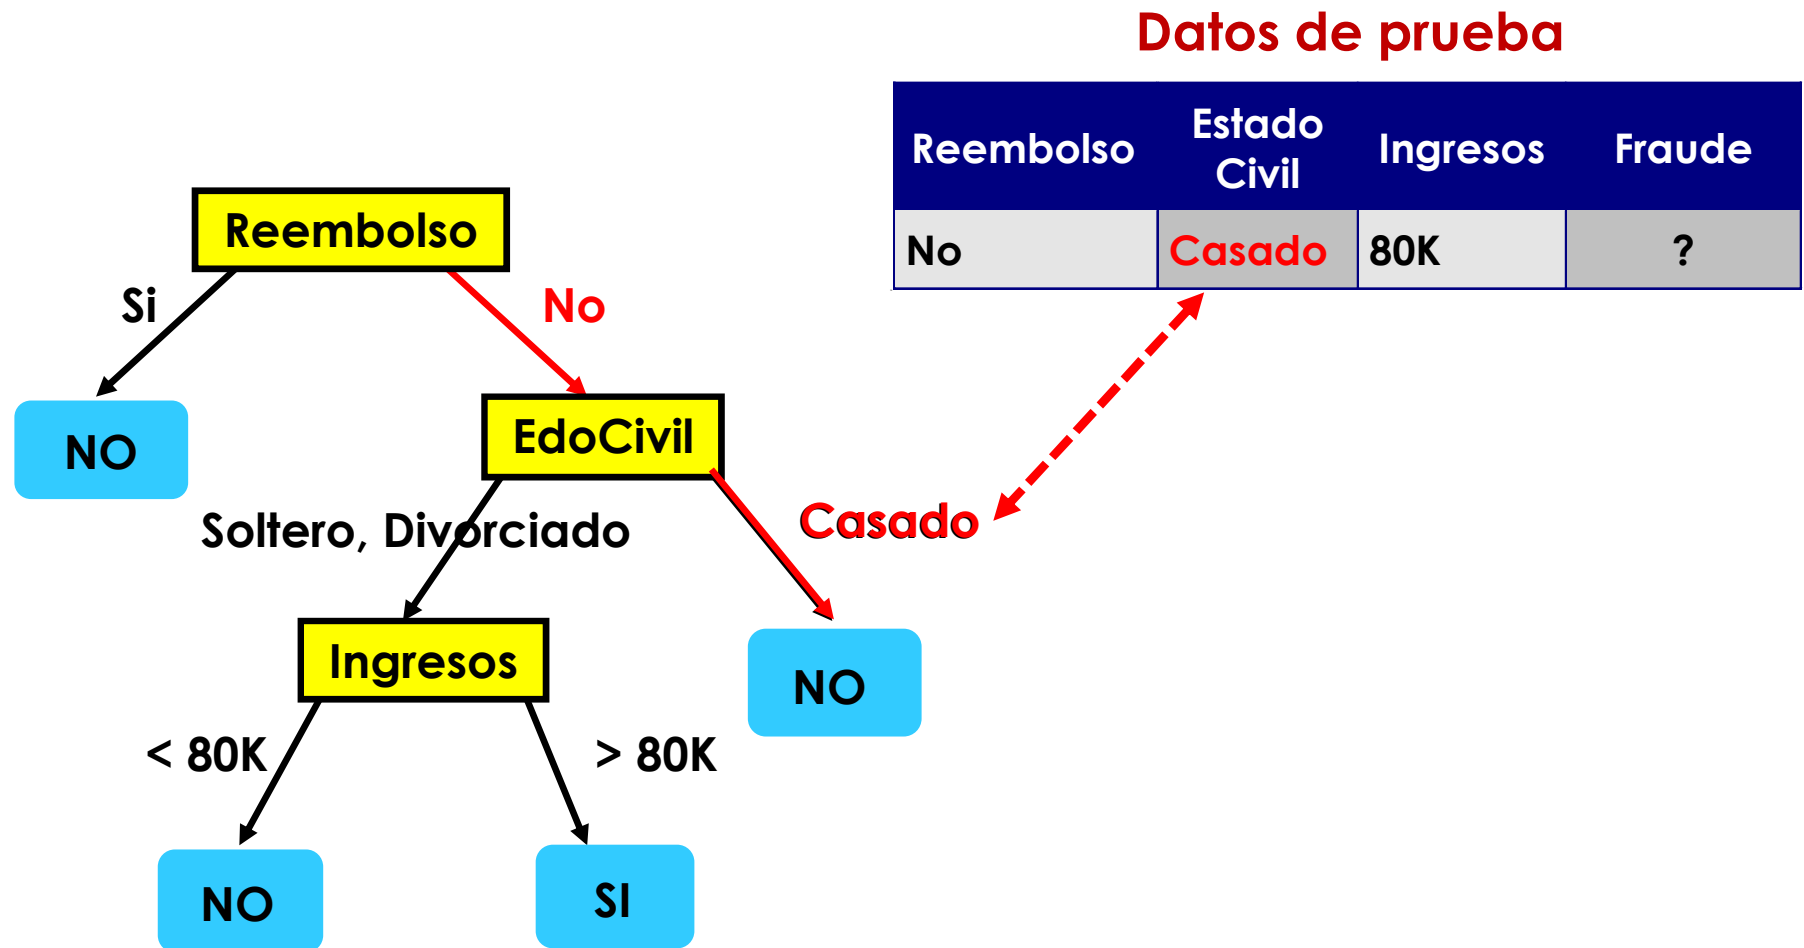 Datos de prueba
Reembolso
Estado
Civil
Ingresos
Fraude
No
Casado
80K
?
Reembolso
Si
No
NO
EdoCivil
Soltero, Divorciado
Casado
Ingresos
NO
< 80K
> 80K
NO
SI